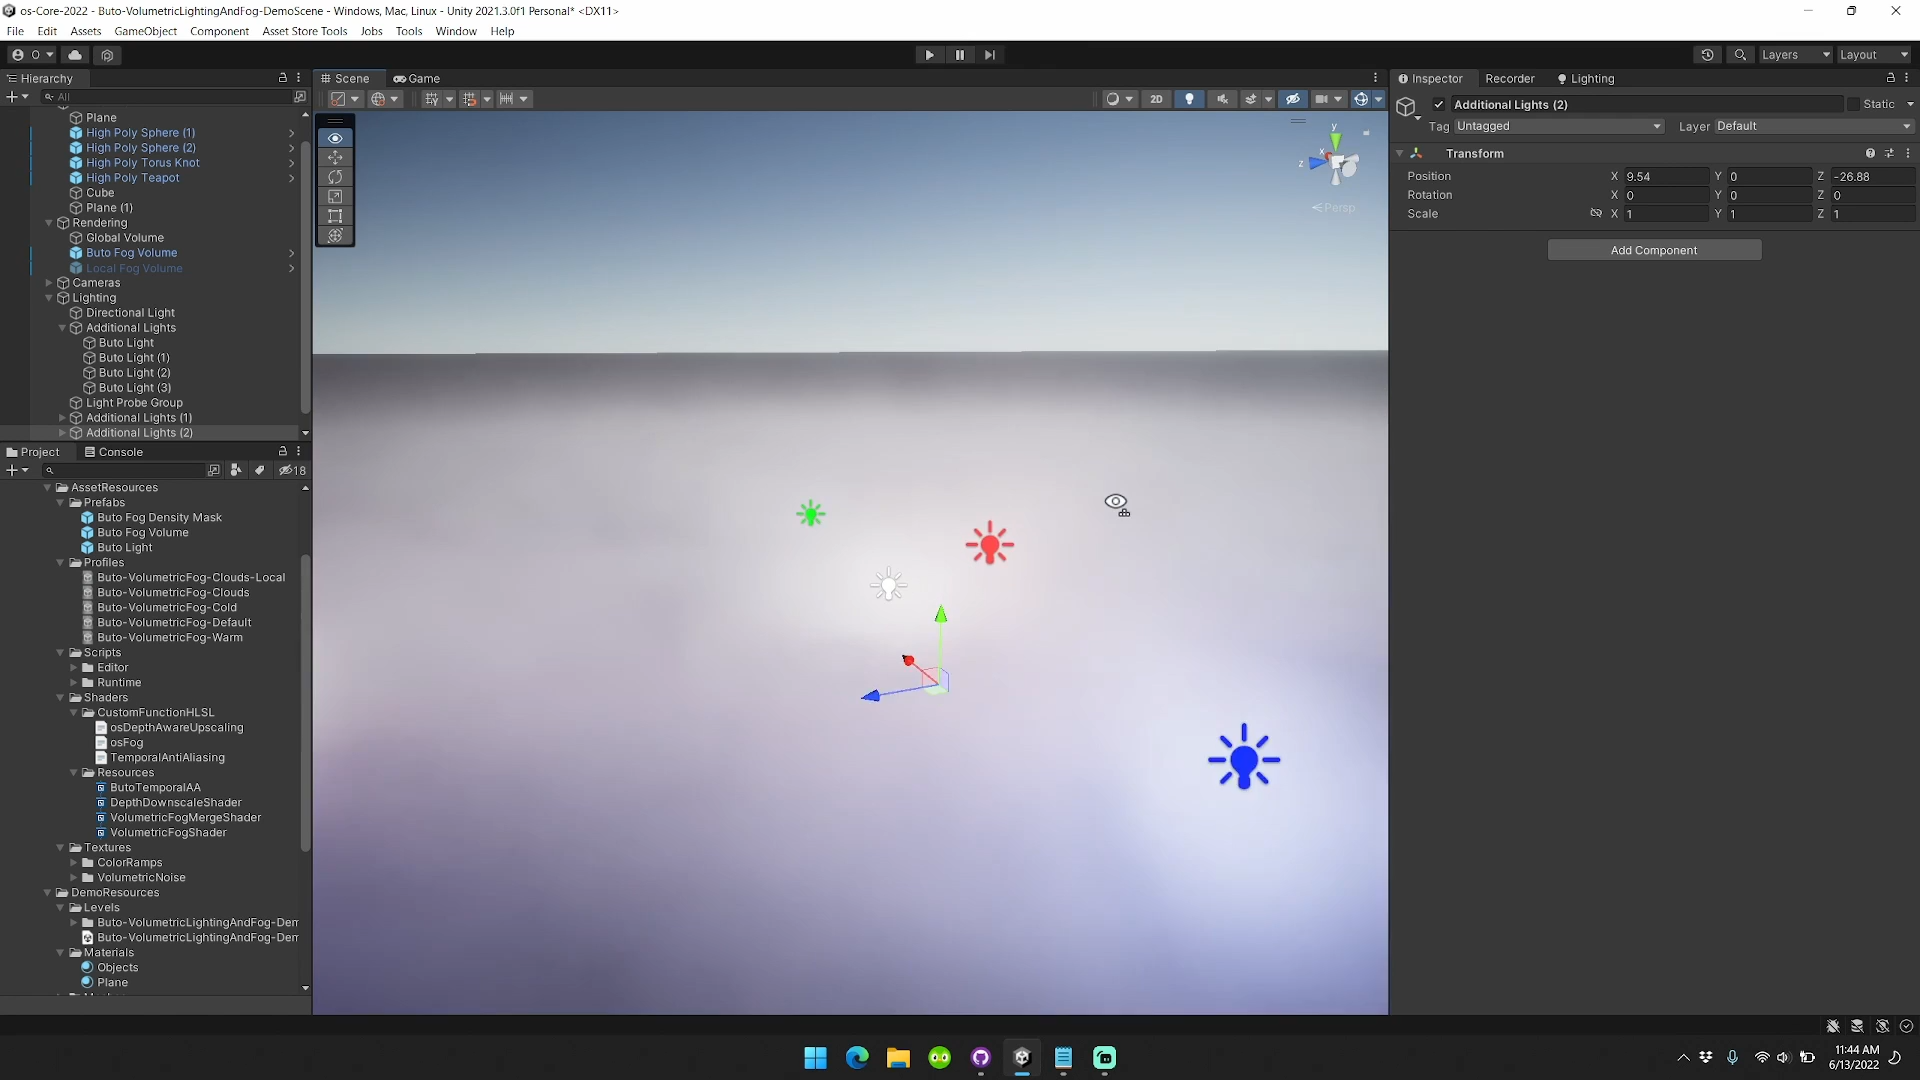 os-Core-2022 - Buto-VolumetricLightingAndFog-DemoScene - Windows, Mac, Linux - Unity 2021.3.0f1 Personal* <DX11>
File Edit Assets GameObject Component Asset Store Tools Jobs Tools Window Help
O Layers Layout
Hierarchy
All
Plane
High Poly Sphere (1)
High Poly Sphere (2)
High Poly Torus Knot
High Poly Teapot
Cube
Plane (1)
Rendering
Global Volume
Buto Fog Volume
Local Fog Volume
Cameras
Lighting
Directional Light
Additional Lights
Buto Light
Buto Light (1)
Buto Light (2)
Buto Light (3)
Light Probe Group
Additional Lights (1)
Additional Lights (2)
Project Console
18
AssetResources
Prefabs
Buto Fog Density Mask
Buto Fog Volume
Buto Light
Profiles
Buto-VolumetricFog-Clouds-Local
Buto-VolumetricFog-Clouds
Buto-VolumetricFog-Cold
Buto-VolumetricFog-Default
Buto-VolumetricFog-Warm
Scripts
Editor
Runtime
Shaders
CustomFunctionHLSL
osDepthAwareUpscaling
osFog
TemporalAntiAliasing
Resources
ButoTemporalAA
DepthDownscaleShader
VolumetricFogMergeShader
VolumetricFogShader
Textures
ColorRamps
VolumetricNoise
DemoResources
Levels
Buto-VolumetricLightingAndFog-Den
Buto-VolumetricLightingAndFog-Den
Materials
Objects
Plane
Scene Game
2D
y
x
z
Persp
Inspector Recorder Lighting
Additional Lights (2) Static
Tag Untagged Layer Default
Transform
Position X 9.54 Y 0 Z -26.88
Rotation X 0 Y 0 Z 0
Scale X 1 Y 1 Z 1
Add Component
11:44 AM
6/13/2022